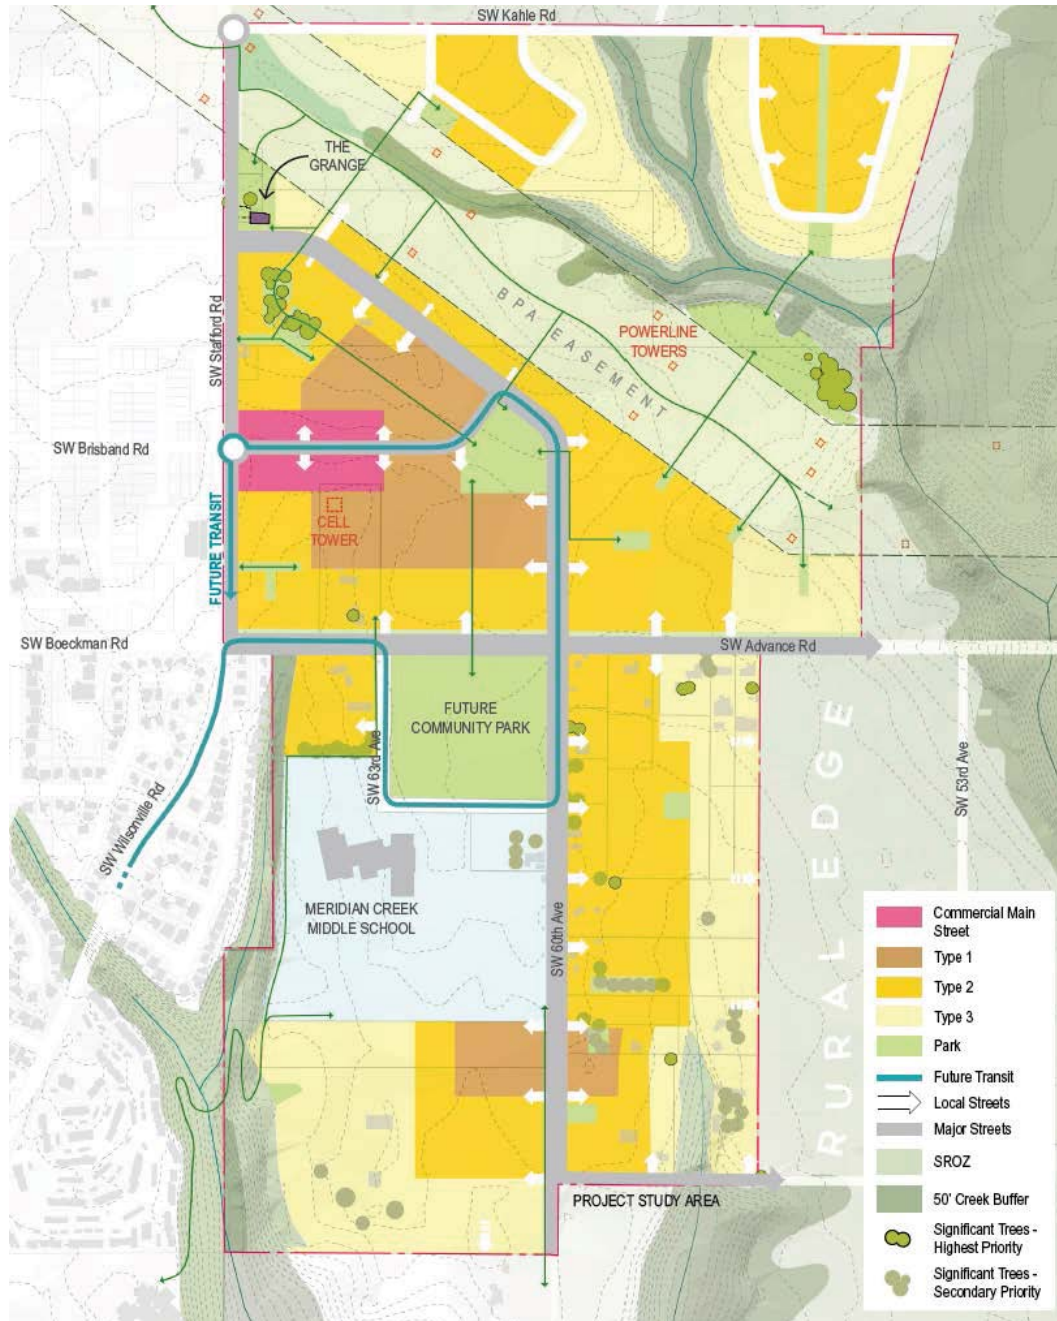 SW Kahle Rd
THE
GRANGE
SW Stafford Rd
BPA EASEMENT
POWERLINE
TOWERS
SW Brisband Rd
CELL
TOWER
FUTURE TRANSIT
SW Boeckman Rd
SW Advance Rd
FUTURE
COMMUNITY PARK
SW 63rd Ave
SW Wilsonville Rd
SW 53rd Ave
RURAL EDGE
MERIDIAN CREEK
MIDDLE SCHOOL
SW 60th Ave
PROJECT STUDY AREA
Commercial Main
Street
Type 1
Type 2
Type 3
Park
Future Transit
Local Streets
Major Streets
SROZ
50' Creek Buffer
Significant Trees -
Highest Priority
Significant Trees -
Secondary Priority